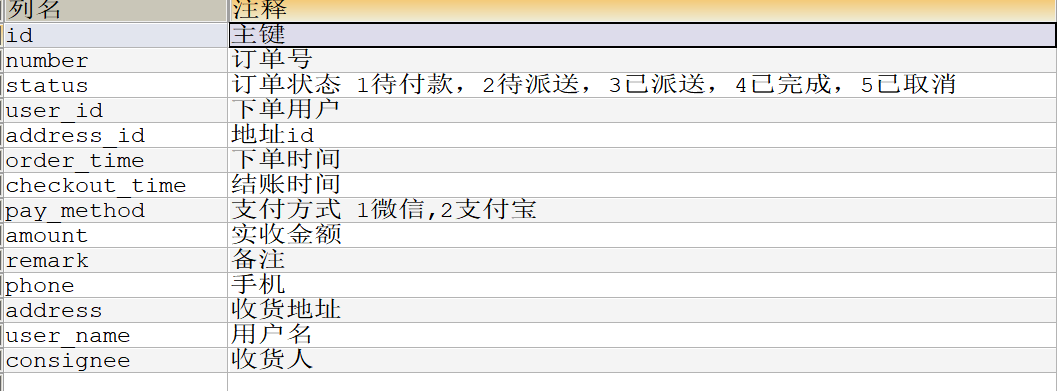 列名 注释
id 主键
number 订单号
status 订单状态 1待付款，2待派送，3已派送，4已完成，5已取消
user_id 下单用户
address_id 地址id
order_time 下单时间
checkout_time 结账时间
pay_method 支付方式 1微信,2支付宝
amount 实收金额
remark 备注
phone 手机
address 收货地址
user_name 用户名
consignee 收货人